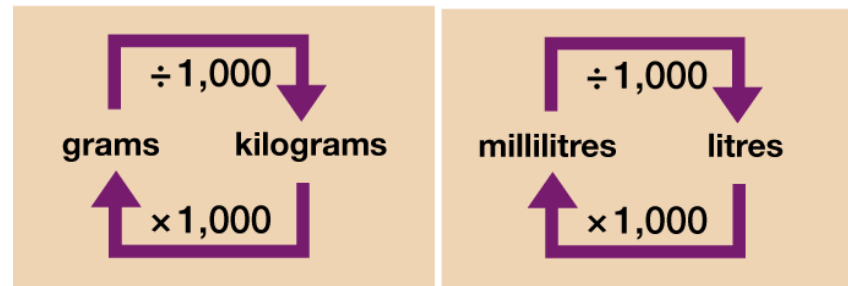 ÷ 1,000
grams kilograms
× 1,000
÷ 1,000
millilitres litres
× 1,000